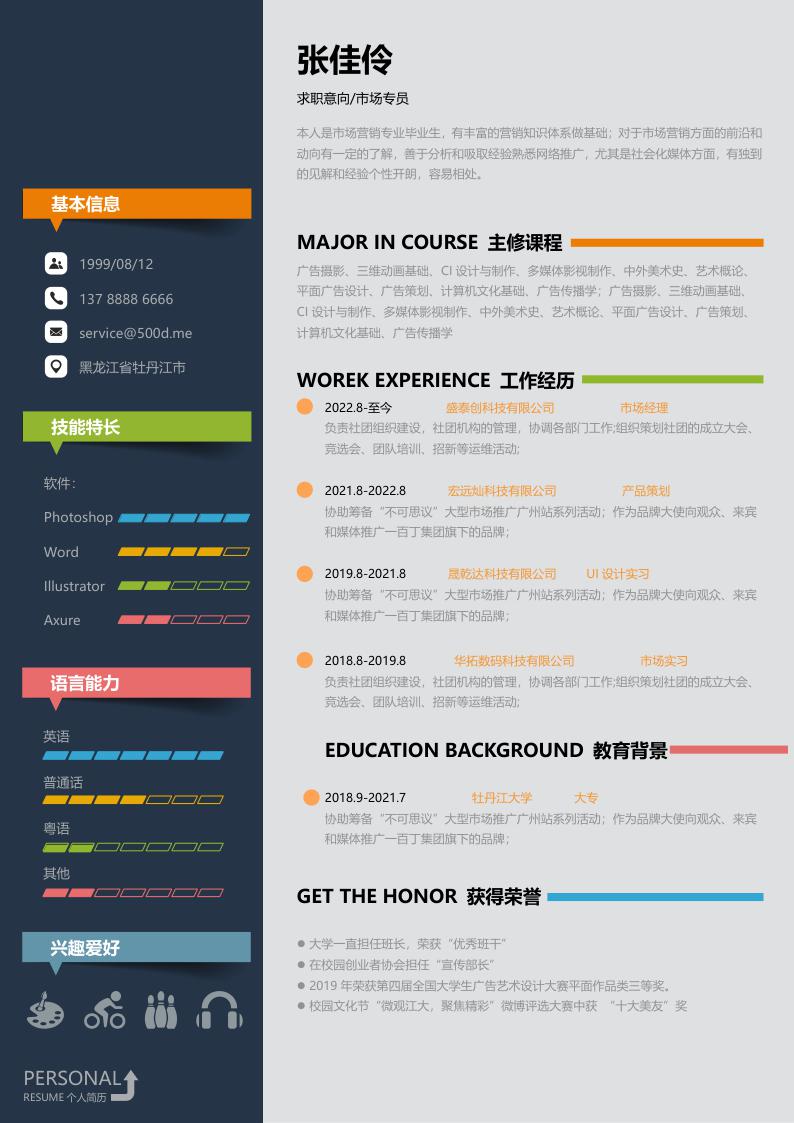 张佳伶
求职意向/市场专员
本人是市场营销专业毕业生，有丰富的营销知识体系做基础；对于市场营销方面的前沿和
动向有一定的了解，善于分析和吸取经验熟悉网络推广，尤其是社会化媒体方面，有独到
的见解和经验个性开朗，容易相处。
基本信息
1999/08/12
137 8888 6666
service@500d.me
黑龙江省牡丹江市
技能特长
软件：
Photoshop
Word
Illustrator
Axure
语言能力
英语
普通话
粤语
其他
兴趣爱好
PERSONAL
RESUME 个人简历
MAJOR IN COURSE 主修课程
广告摄影、三维动画基础、CI 设计与制作、多媒体影视制作、中外美术史、艺术概论、
平面广告设计、广告策划、计算机文化基础、广告传播学；广告摄影、三维动画基础、
CI 设计与制作、多媒体影视制作、中外美术史、艺术概论、平面广告设计、广告策划、
计算机文化基础、广告传播学
WOREK EXPERIENCE 工作经历
2022.8-至今 盛泰创科技有限公司 市场经理
负责社团组织建设，社团机构的管理，协调各部门工作;组织策划社团的成立大会、
竞选会、团队培训、招新等运维活动;
2021.8-2022.8 宏远灿科技有限公司 产品策划
协助筹备“不可思议”大型市场推广广州站系列活动；作为品牌大使向观众、来宾
和媒体推广一百丁集团旗下的品牌；
2019.8-2021.8 晟乾达科技有限公司 UI 设计实习
协助筹备“不可思议”大型市场推广广州站系列活动；作为品牌大使向观众、来宾
和媒体推广一百丁集团旗下的品牌；
2018.8-2019.8 华拓数码科技有限公司 市场实习
负责社团组织建设，社团机构的管理，协调各部门工作;组织策划社团的成立大会、
竞选会、团队培训、招新等运维活动;
EDUCATION BACKGROUND 教育背景
2018.9-2021.7 牡丹江大学 大专
协助筹备“不可思议”大型市场推广广州站系列活动；作为品牌大使向观众、来宾
和媒体推广一百丁集团旗下的品牌；
GET THE HONOR 获得荣誉
● 大学一直担任班长，荣获“优秀班干”
● 在校园创业者协会担任“宣传部长”
● 2019 年荣获第四届全国大学生广告艺术设计大赛平面作品类三等奖。
● 校园文化节“微观江大，聚焦精彩”微博评选大赛中获 “十大美友”奖